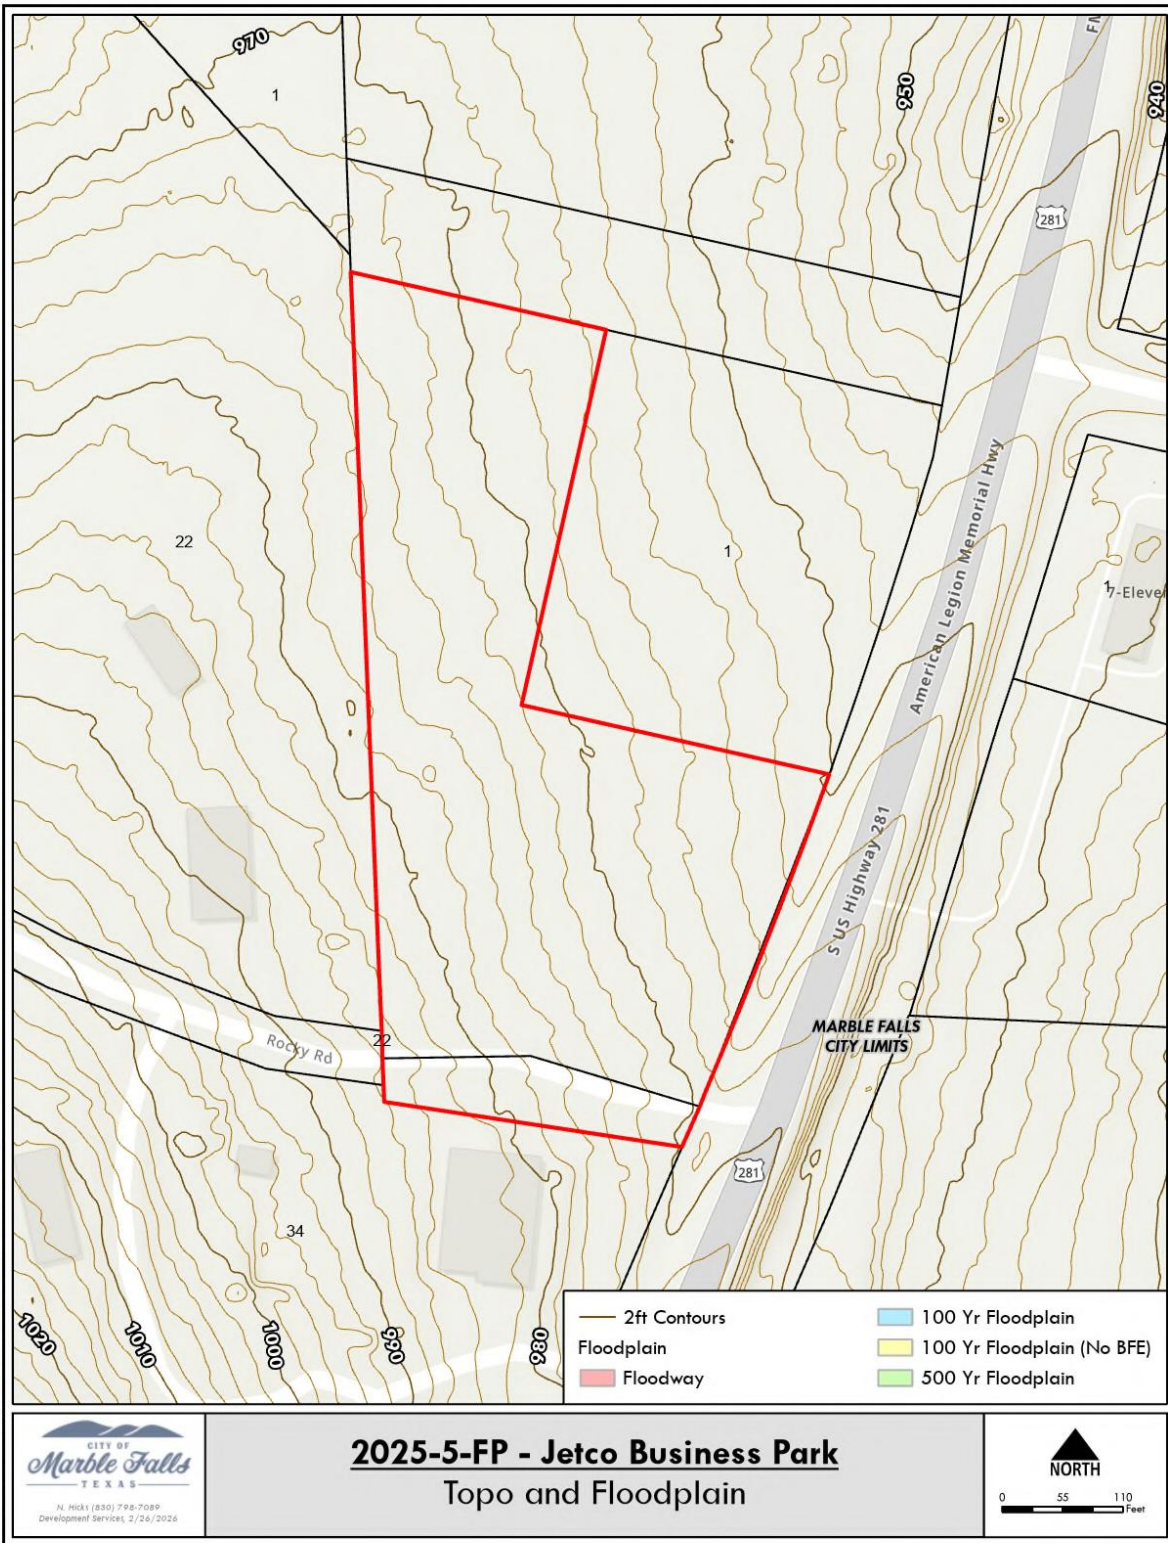 970
1
950
940
FM
281
American Legion Memorial Hwy
22
1
1
7-Eleven
S US Highway 281
MARBLE FALLS
CITY LIMITS
22
Rocky Rd
281
34
1020
1010
1000
990
980
2ft Contours
Floodplain
Floodway
100 Yr Floodplain
100 Yr Floodplain (No BFE)
500 Yr Floodplain
CITY OF
Marble Falls
TEXAS
N. Hicks (830) 798-7089
Development Services, 2/26/2026
2025-5-FP - Jetco Business Park
Topo and Floodplain
NORTH
0 55 110
Feet